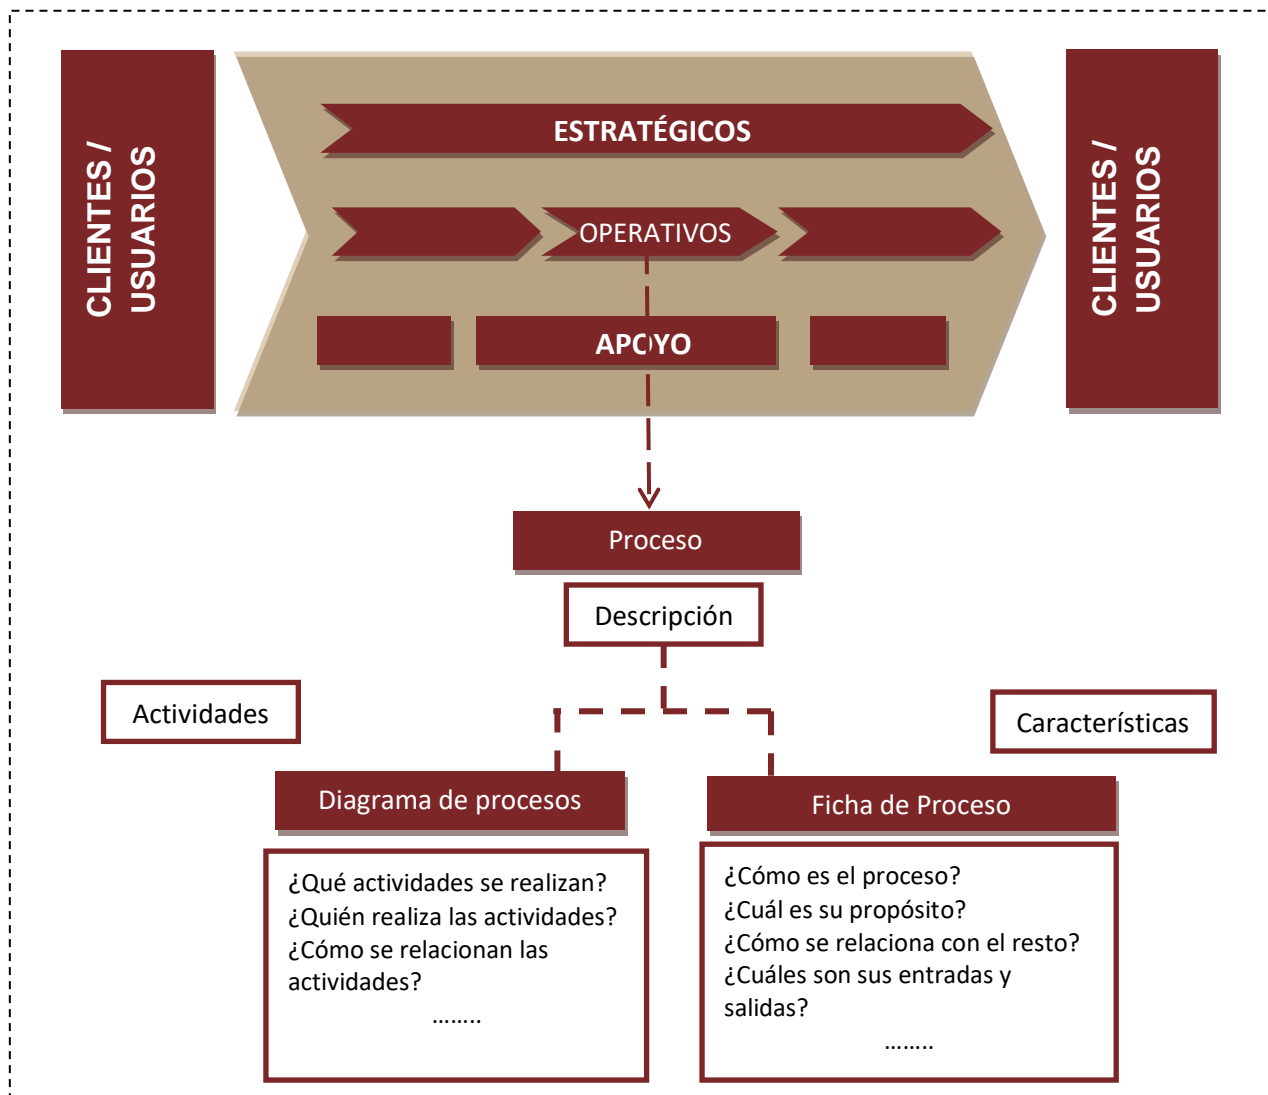 CLIENTES /
USUARIOS
ESTRATÉGICOS
OPERATIVOS
APOYO
CLIENTES /
USUARIOS
Proceso
Descripción
Actividades
Características
Diagrama de procesos
¿Qué actividades se realizan?
¿Quién realiza las actividades?
¿Cómo se relacionan las
actividades?
……..
Ficha de Proceso
¿Cómo es el proceso?
¿Cuál es su propósito?
¿Cómo se relaciona con el resto?
¿Cuáles son sus entradas y
salidas?
……..